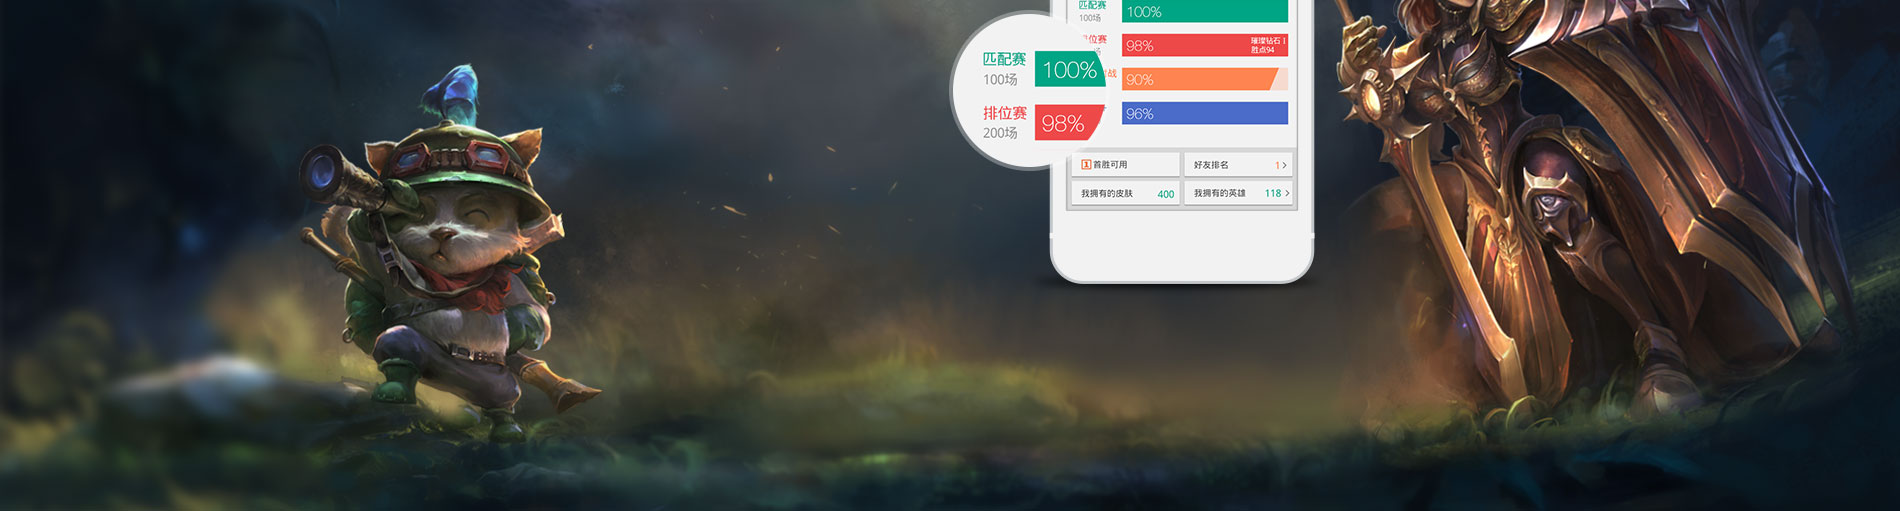 匹配赛
100场
100%
排位赛
98%
璀璨钻石 1
胜点94
战
90%
96%
匹配赛
100场
100%
排位赛
200场
98%
1 首胜可用
好友排名 1 >
我拥有的皮肤 400
我拥有的英雄 118 >